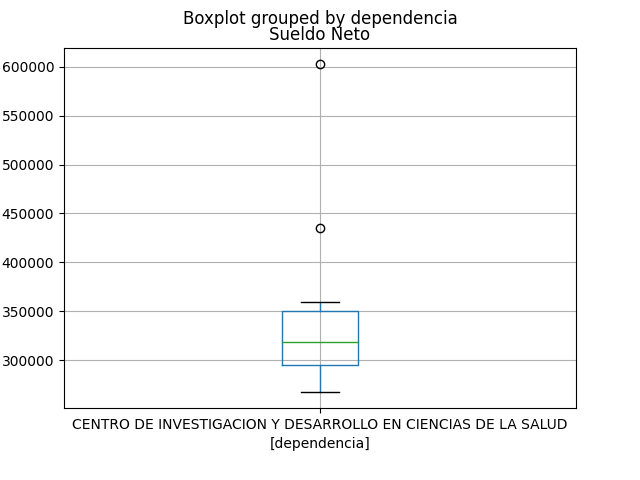 Boxplot grouped by dependencia
Sueldo Neto
600000
550000
500000
450000
400000
350000
300000
CENTRO DE INVESTIGACION Y DESARROLLO EN CIENCIAS DE LA SALUD
[dependencia]